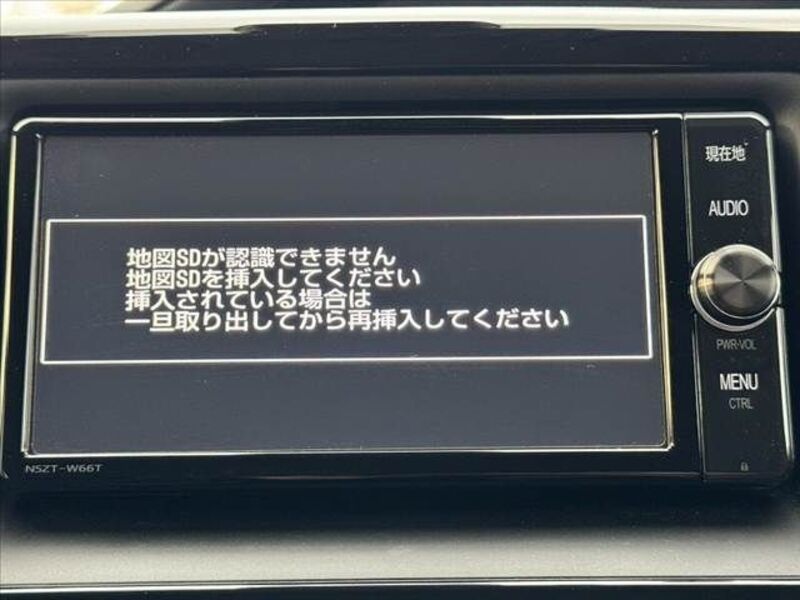 地図SDが認識できません
地図SDを挿入してください
挿入されている場合は
一旦取り出してから再挿入してください
現在地
AUDIO
PWR-VOL
MENU
CTRL
NSZT-W66T